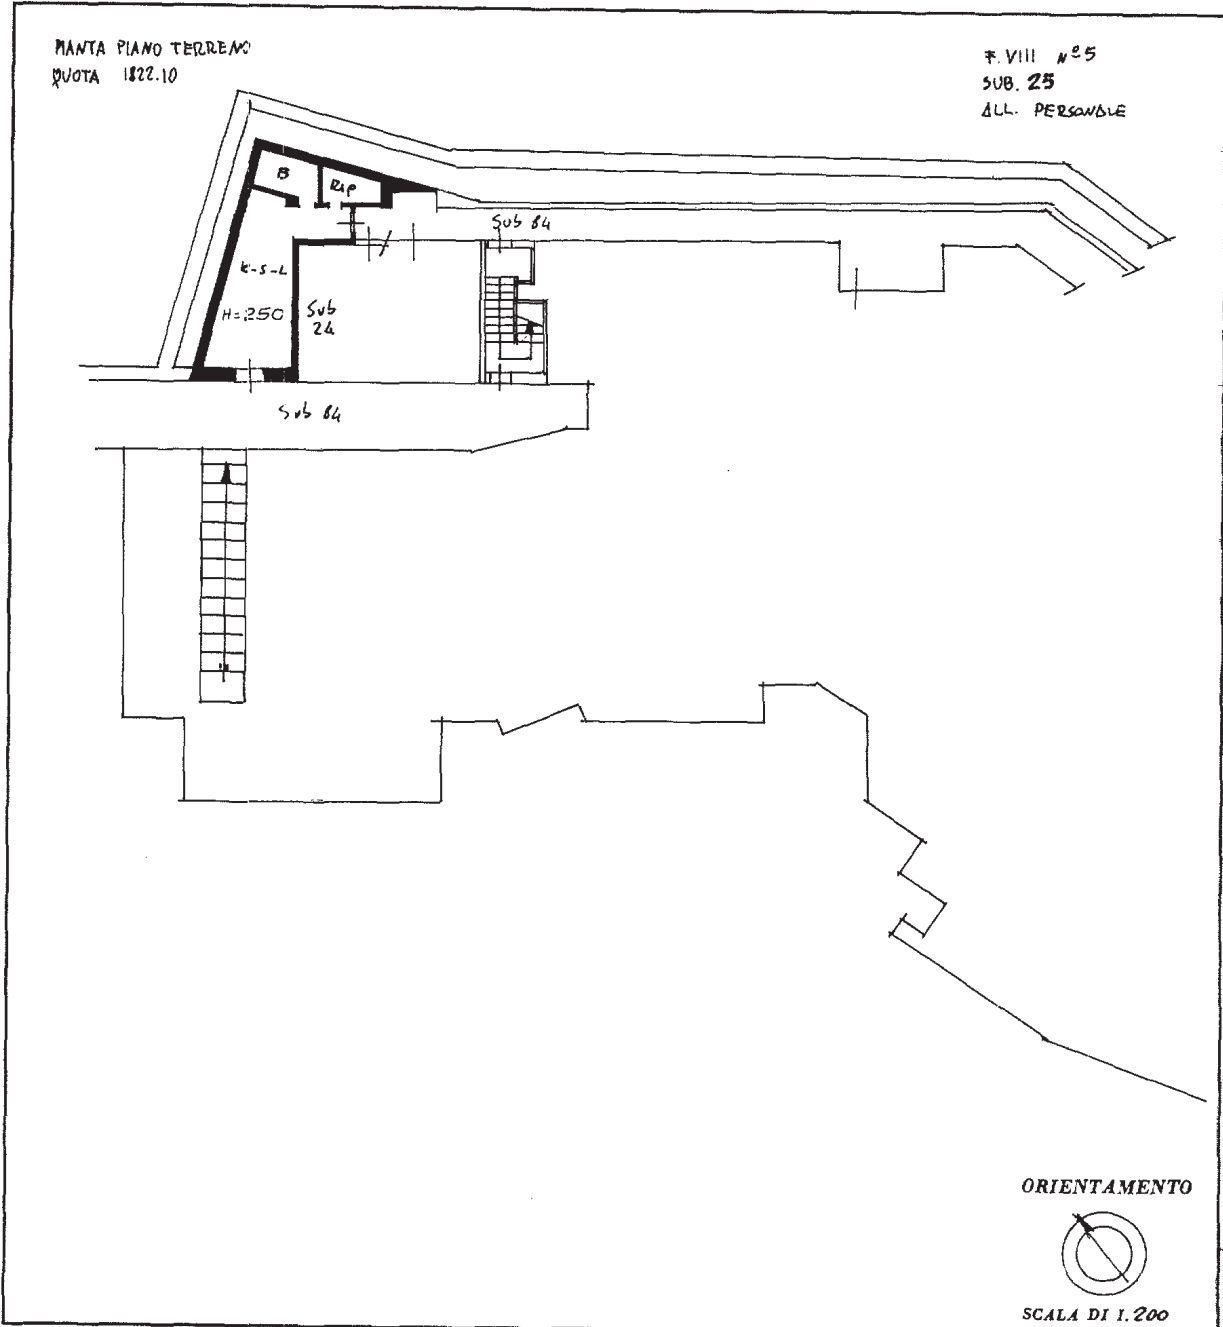 PIANTA PIANO TERRENO
QUOTA 1822.10
F. VIII Nº 5
SUB. 25
ALL. PERSONALE
B
Rip
Sub 84
K-S-L
H=250
Sub
24
Sub 84
ORIENTAMENTO
SCALA DI 1:200